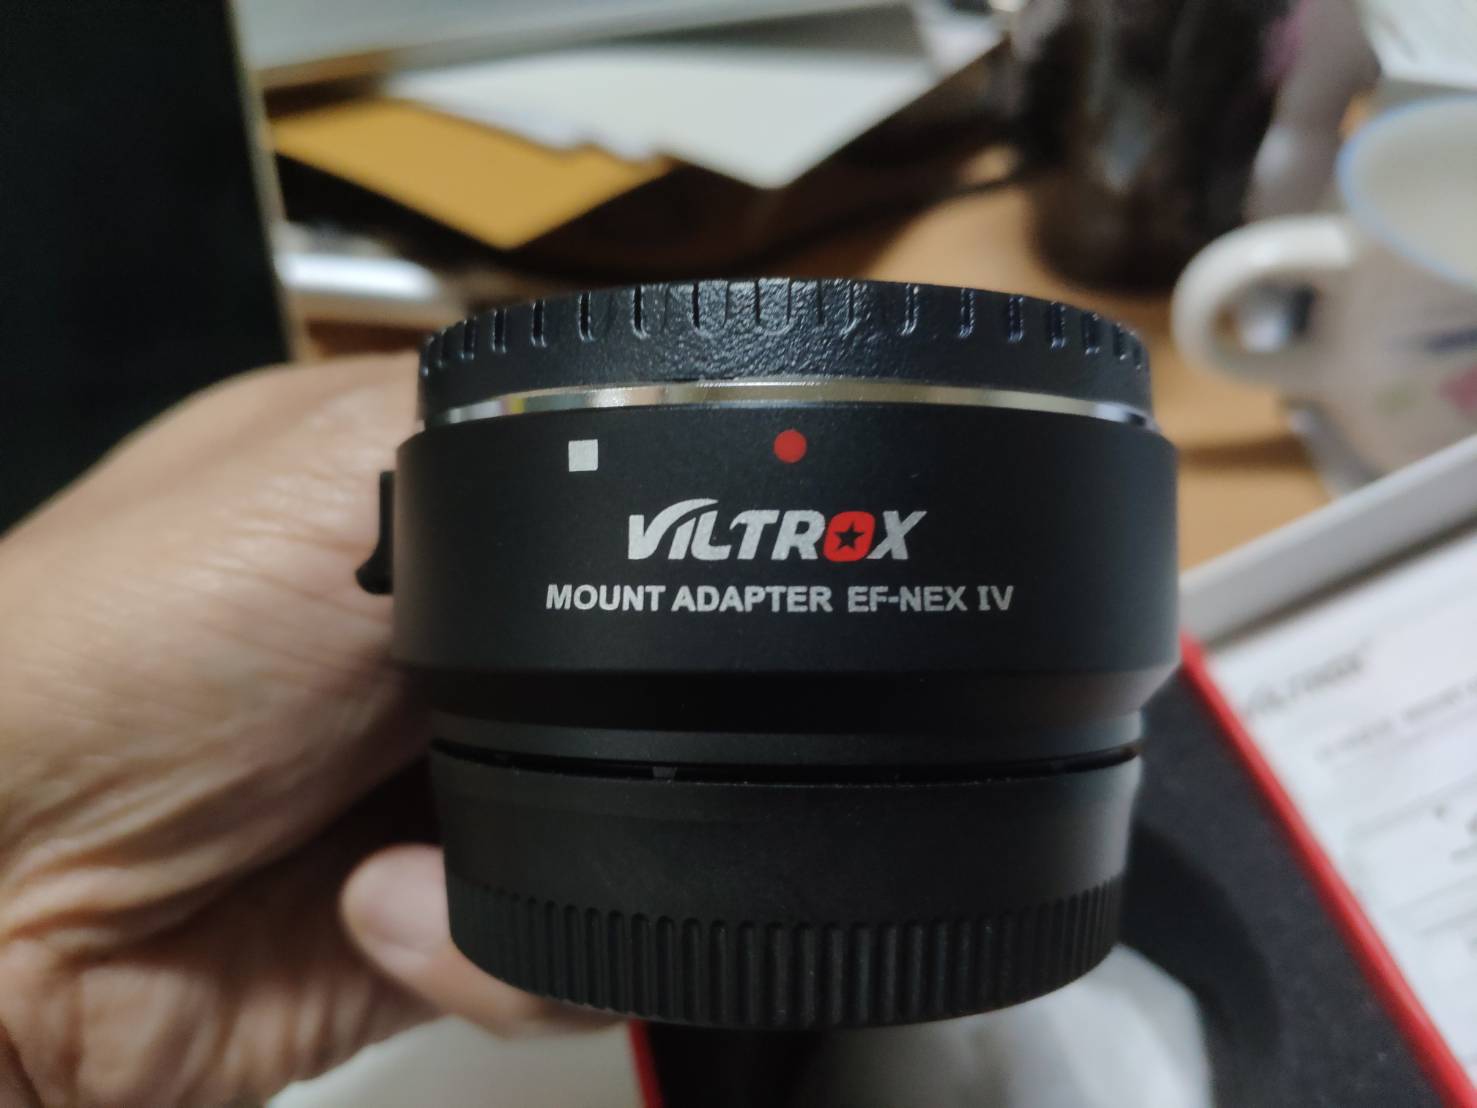 VILTROX
MOUNT ADAPTER EF-NEX IV